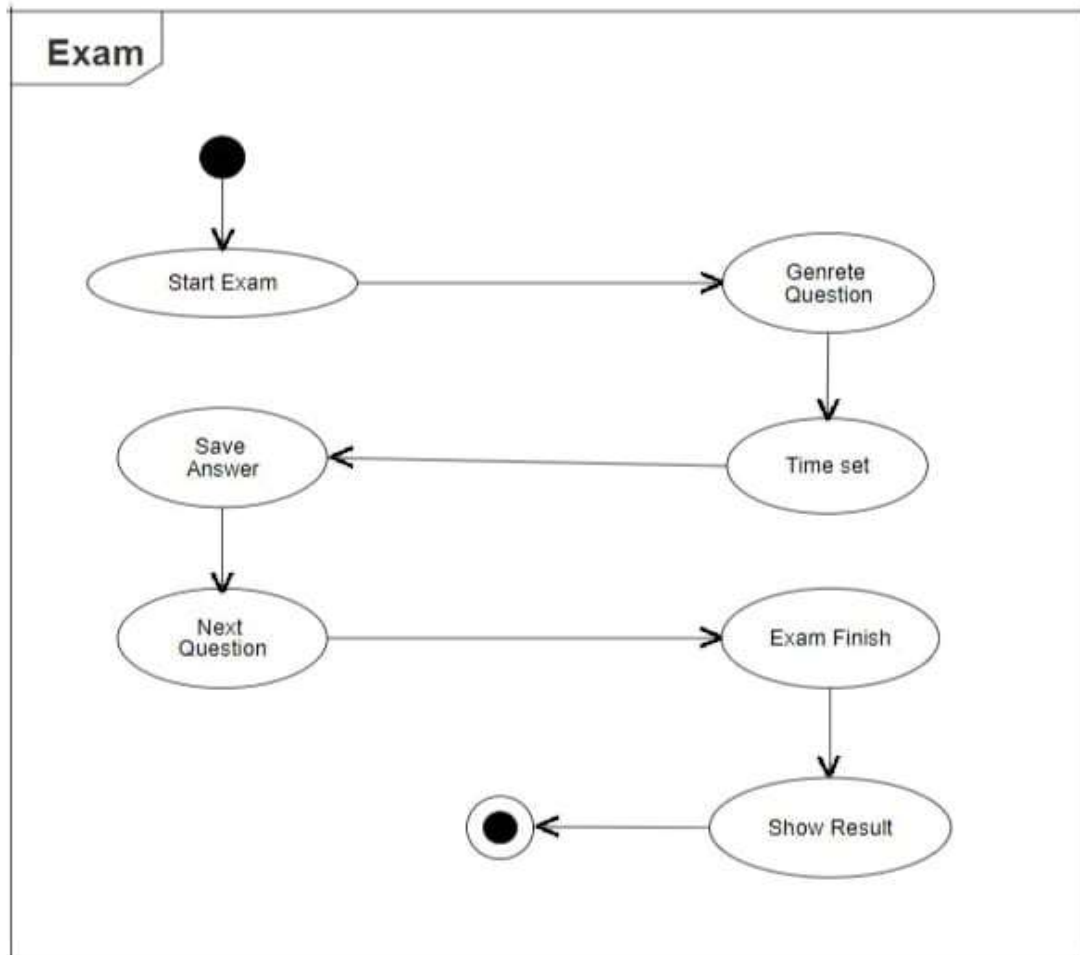 Exam
Start Exam
Genrete
Question
Time set
Save
Answer
Next
Question
Exam Finish
Show Result